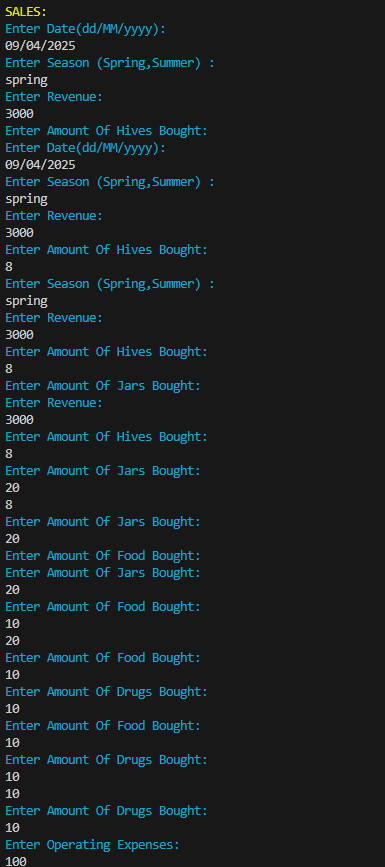 SALES:
Enter Date(dd/MM/yyyy):
09/04/2025
Enter Season (Spring,Summer) :
spring
Enter Revenue:
3000
Enter Amount Of Hives Bought:
Enter Date(dd/MM/yyyy):
09/04/2025
Enter Season (Spring,Summer) :
spring
Enter Revenue:
3000
Enter Amount Of Hives Bought:
8
Enter Season (Spring,Summer) :
spring
Enter Revenue:
3000
Enter Amount Of Hives Bought:
8
Enter Amount Of Jars Bought:
Enter Revenue:
3000
Enter Amount Of Hives Bought:
8
Enter Amount Of Jars Bought:
20
8
Enter Amount Of Jars Bought:
20
Enter Amount Of Food Bought:
Enter Amount Of Jars Bought:
20
Enter Amount Of Food Bought:
10
20
Enter Amount Of Food Bought:
10
Enter Amount Of Drugs Bought:
10
Enter Amount Of Food Bought:
10
Enter Amount Of Drugs Bought:
10
10
Enter Amount Of Drugs Bought:
10
Enter Operating Expenses:
100